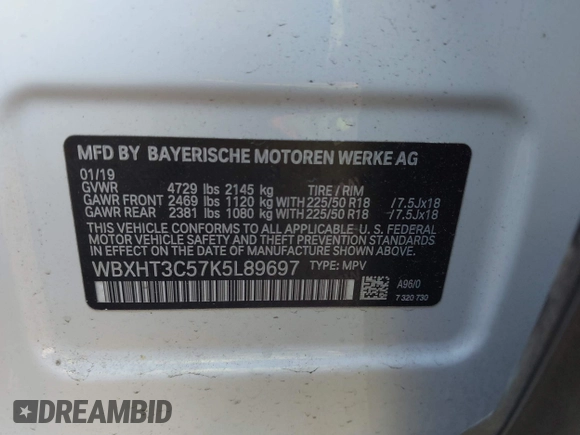 MFD BY BAYERISCHE MOTOREN WERKE AG
01/19
GVWR 4729 lbs 2145 kg TIRE / RIM
GAWR FRONT 2469 lbs 1120 kg WITH 225/50 R18 /7.5Jx18
GAWR REAR 2381 lbs 1080 kg WITH 225/50 R18 /7.5Jx18
THIS VEHICLE CONFORMS TO ALL APPLICABLE U.S. FEDERAL
MOTOR VEHICLE SAFETY, BUMPER, AND THEFT PREVENTION STANDARDS
IN EFFECT ON THE DATE OF MANUFACTURE SHOWN ABOVE.
WBXHT3C57K5L89697 TYPE: MPV
A96/0
7 320 730
DREAMBID